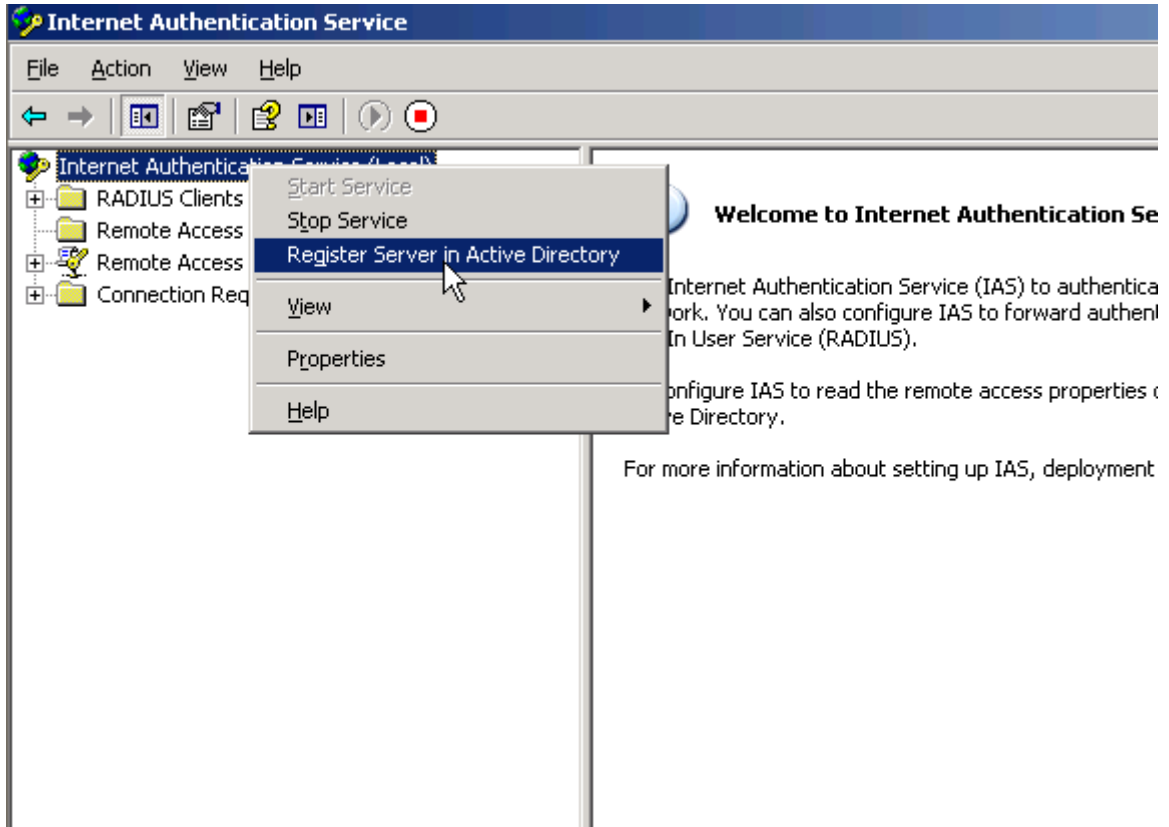 Internet Authentication Service
File Action View Help
Internet Authentication Service (Local)
RADIUS Clients
Remote Access
Remote Access
Connection Req
Start Service
Stop Service
Register Server in Active Directory
View
Properties
Help
Welcome to Internet Authentication Se
Internet Authentication Service (IAS) to authentica
ork. You can also configure IAS to forward authent
In User Service (RADIUS).
onfigure IAS to read the remote access properties
e Directory.
For more information about setting up IAS, deployment